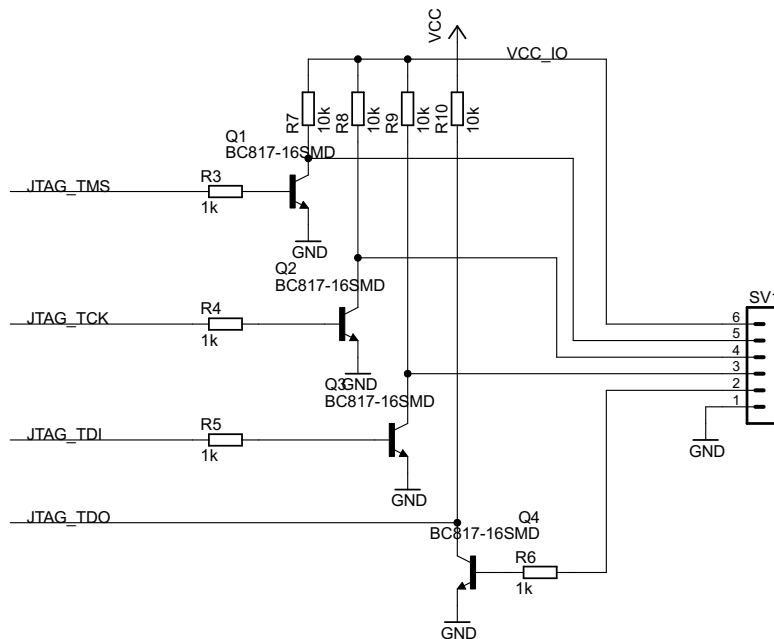 VCC
VCC_IO
R7
10k
R8
10k
R9
10k
R10
10k
Q1
BC817-16SMD
JTAG_TMS
R3
1k
GND
Q2
BC817-16SMD
SV1
JTAG_TCK
R4
1k
6
5
4
3
2
1
GND
Q3
BC817-16SMD
JTAG_TDI
R5
1k
GND
GND
JTAG_TDO
Q4
BC817-16SMD
R6
1k
GND